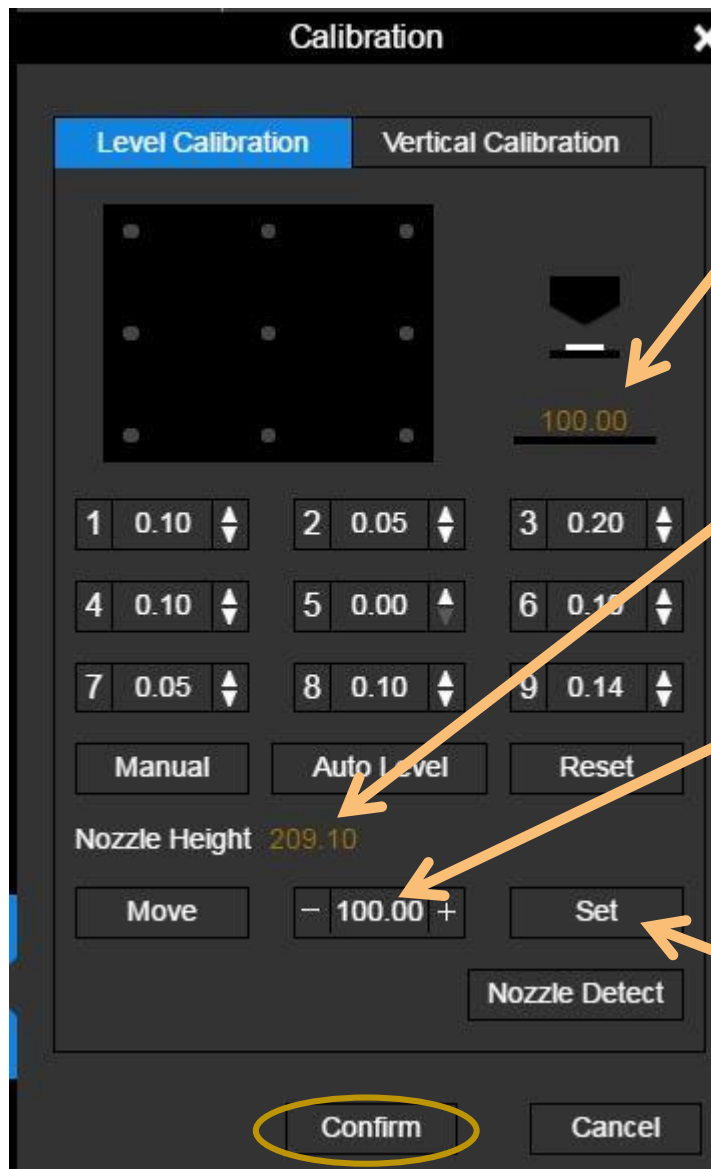 Calibration
Level Calibration Vertical Calibration
100.00
1 0.10 2 0.05 3 0.20
4 0.10 5 0.00 6
7 0.05 8 0.10 9 0.14
Manual Auto Level Reset
Nozzle Height 209.10
Move − 100.00 + Set
Nozzle Detect
Confirm Cancel